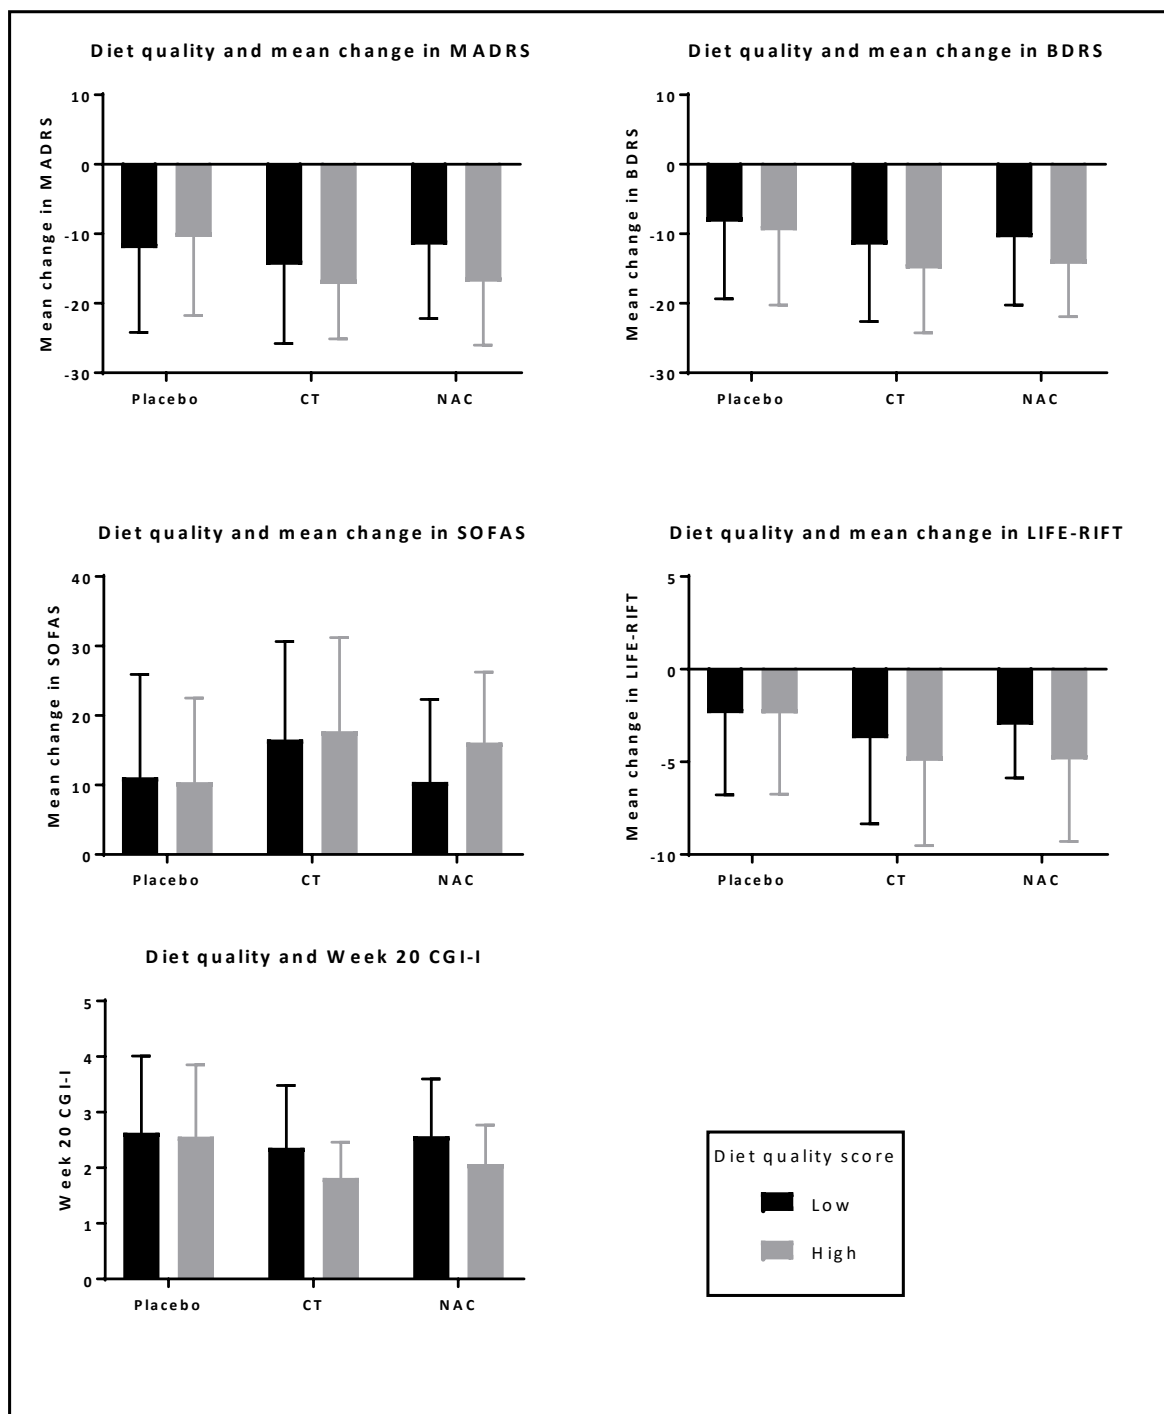 Diet quality and mean change in MADRS
Mean change in MADRS
10
0
-10
-20
-30
Placebo CT NAC
Diet quality and mean change in BDRS
Mean change in BDRS
10
0
-10
-20
-30
Placebo CT NAC
Diet quality and mean change in SOFAS
Mean change in SOFAS
40
30
20
10
0
Placebo CT NAC
Diet quality and mean change in LIFE-RIFT
Mean change in LIFE-RIFT
5
0
-5
-10
Placebo CT NAC
Diet quality and Week 20 CGI-I
Week 20 CGI-I
5
4
3
2
1
0
Placebo CT NAC
Diet quality score
Low
High